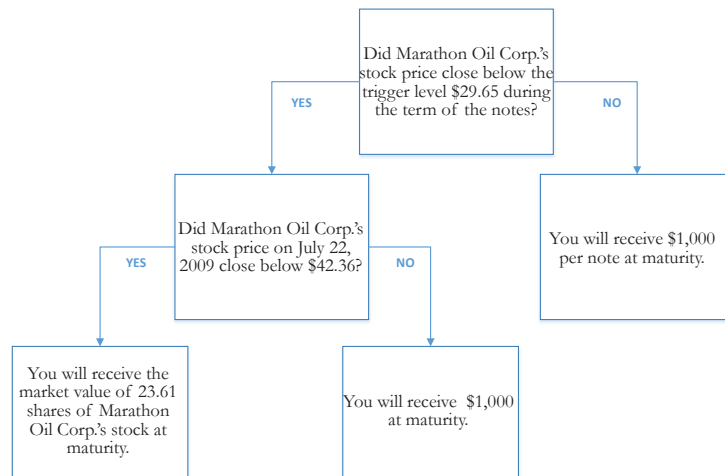 Did Marathon Oil Corp.'s
stock price close below the
trigger level $29.65 during
the term of the notes?
YES
NO
Did Marathon Oil Corp.'s
stock price on July 22,
2009 close below $42.36?
You will receive $1,000
per note at maturity.
YES
NO
You will receive the
market value of 23.61
shares of Marathon
Oil Corp.'s stock at
maturity.
You will receive $1,000
at maturity.